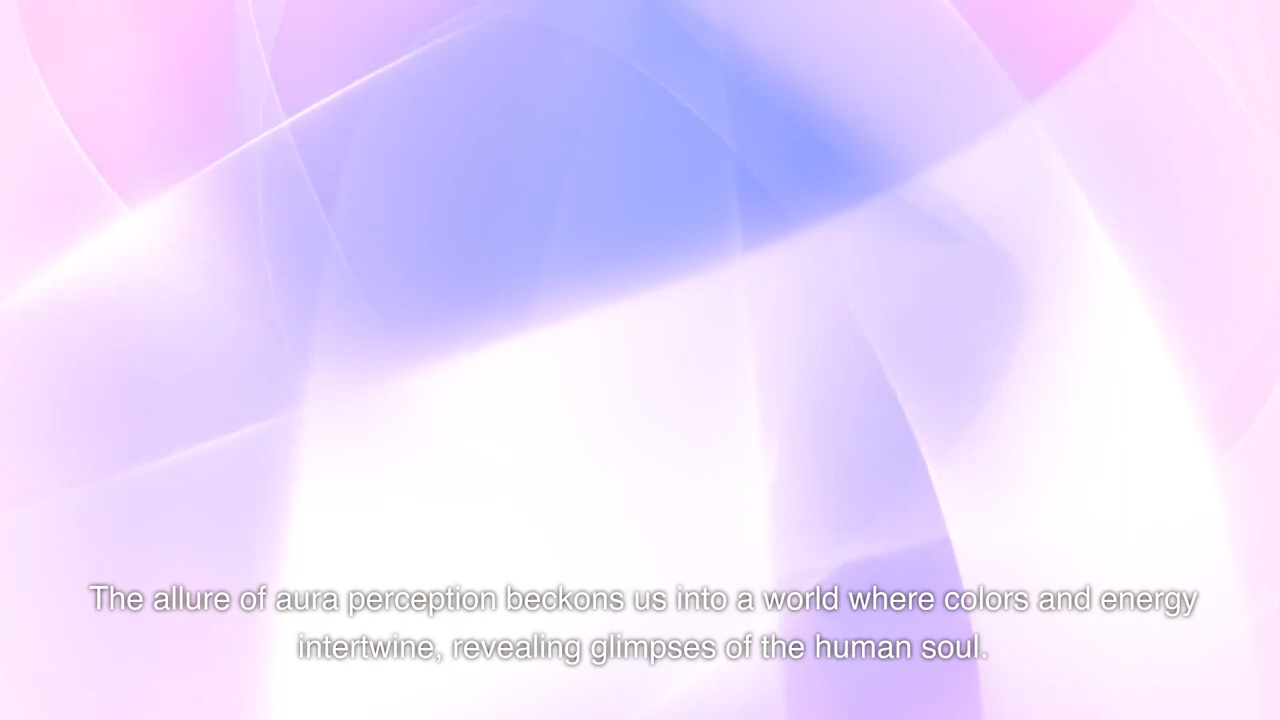 The allure of aura perception beckons us into a world where colors and energy
intertwine, revealing glimpses of the human soul.